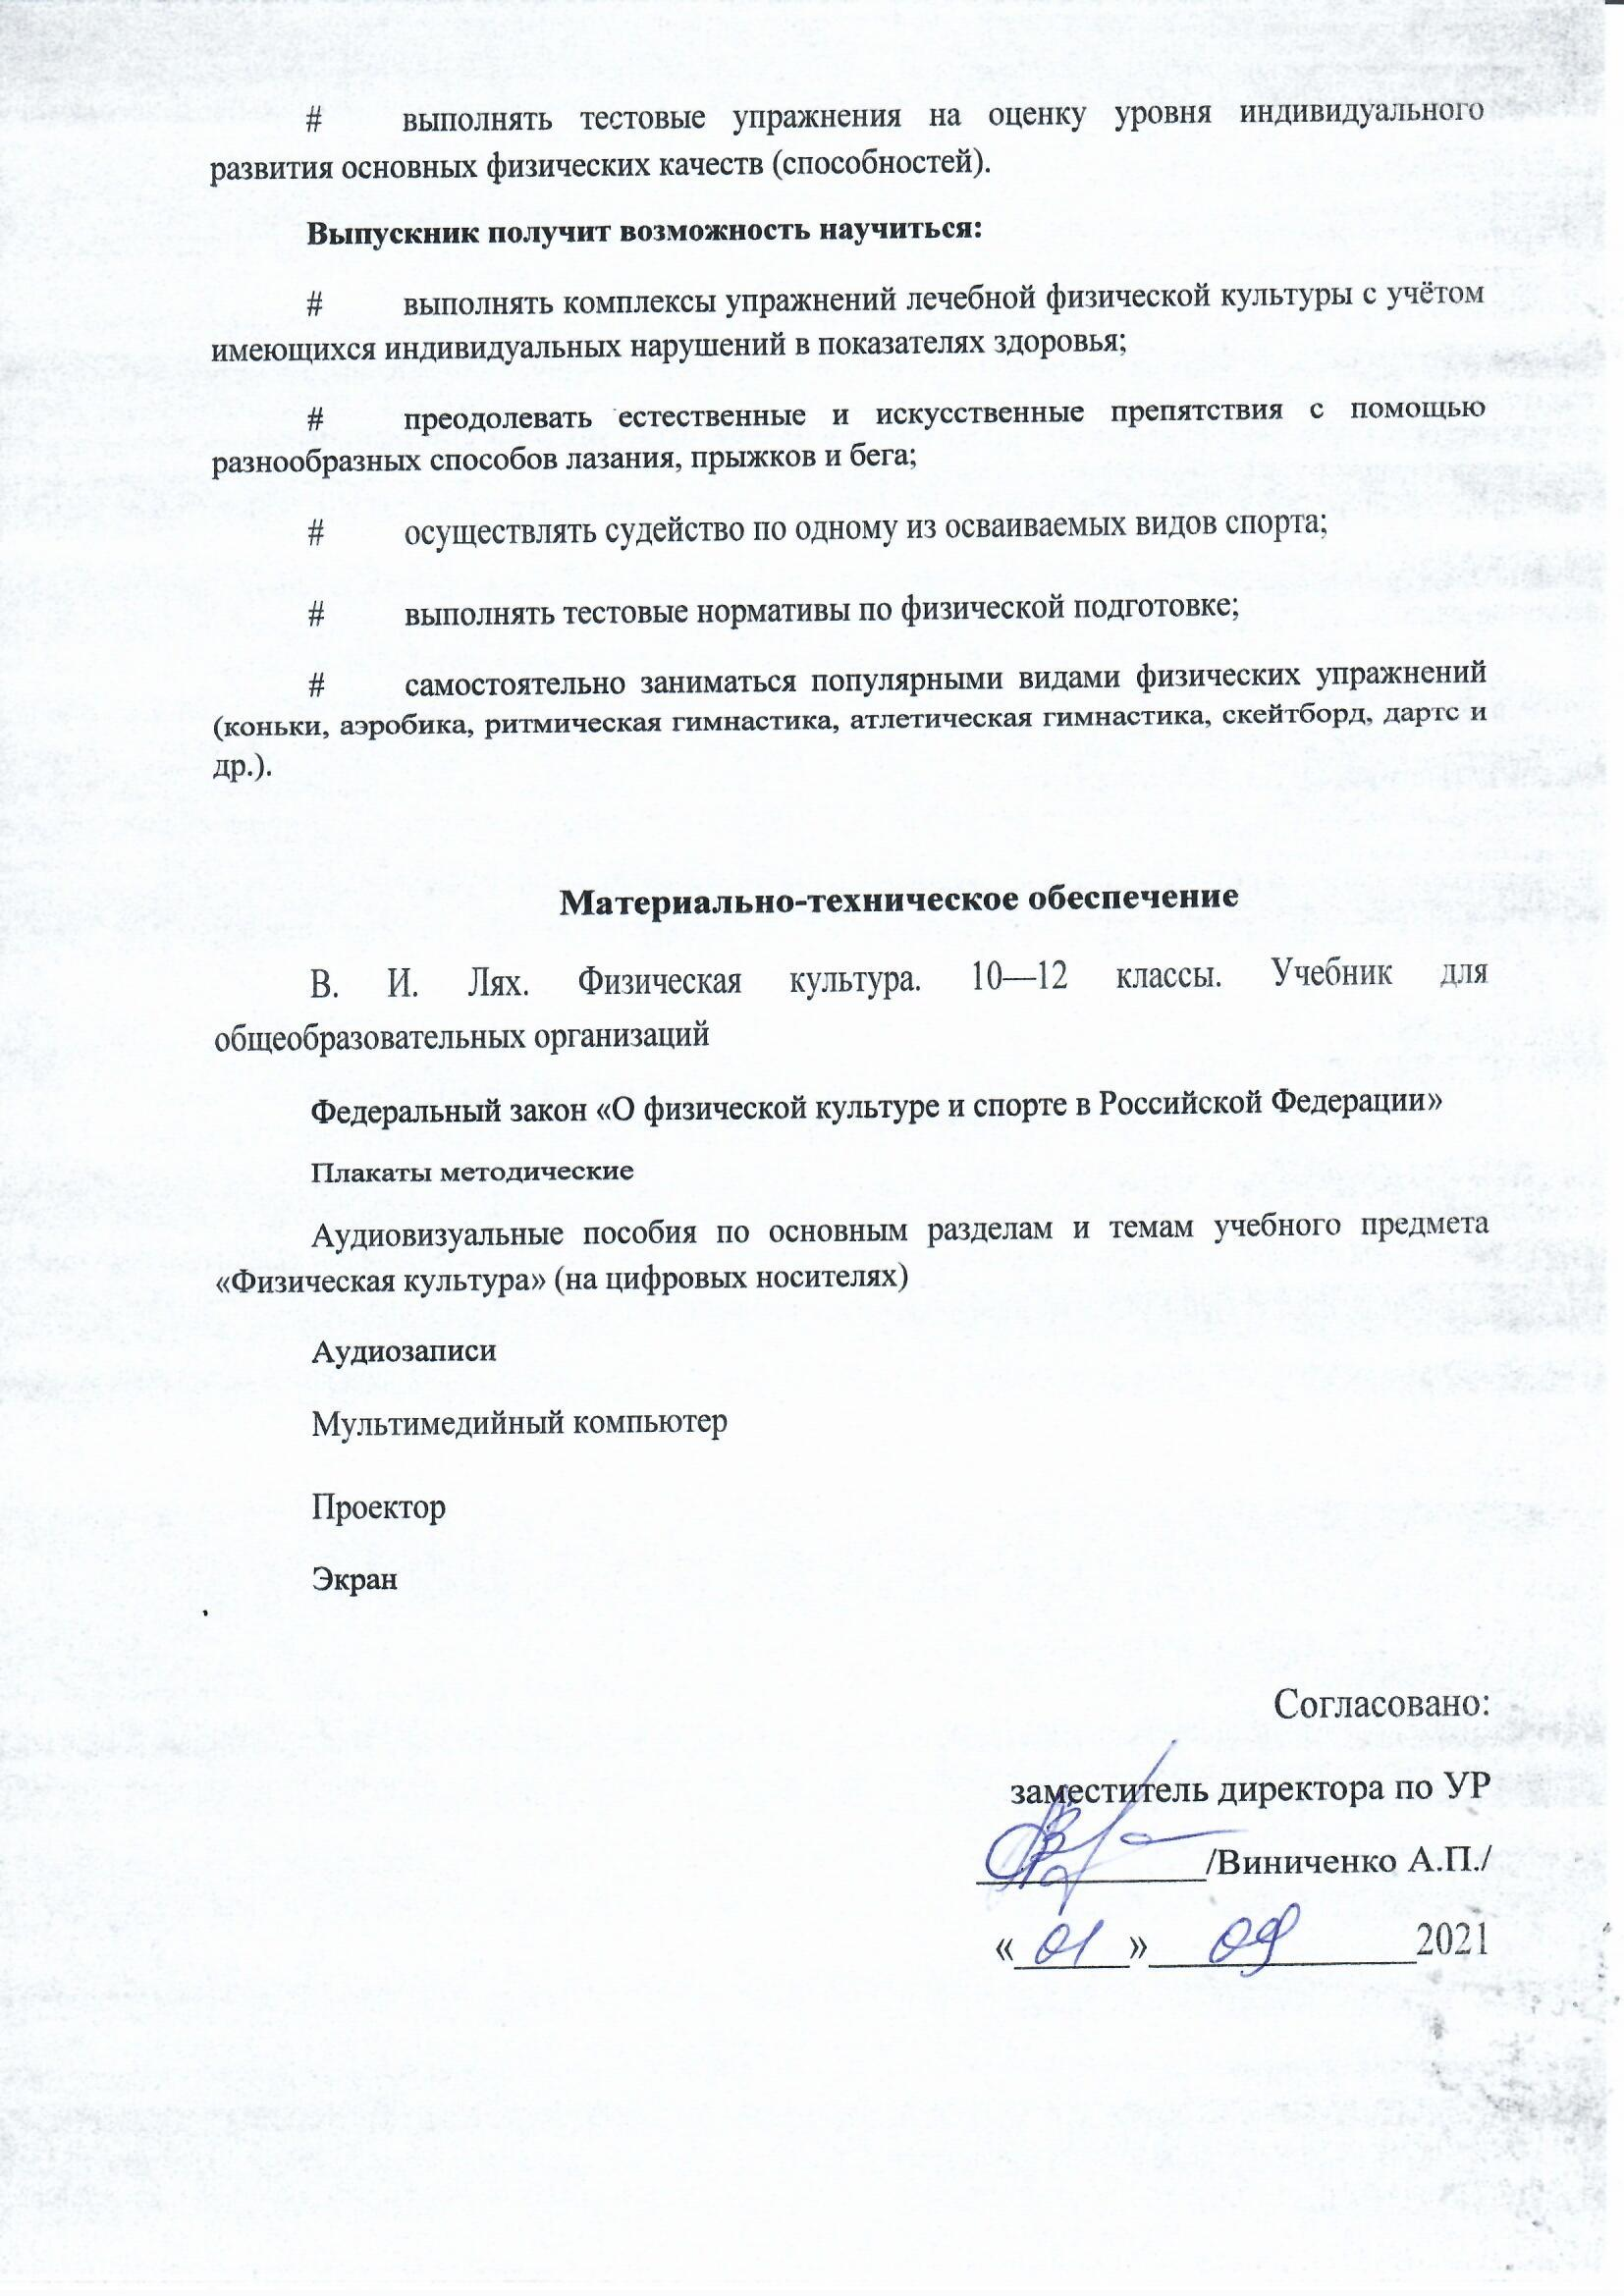 # выполнять тестовые упражнения на оценку уровня индивидуального
развития основных физических качеств (способностей).
Выпускник получит возможность научиться:
# выполнять комплексы упражнений лечебной физической культуры с учётом
имеющихся индивидуальных нарушений в показателях здоровья;
# преодолевать естественные и искусственные препятствия с помощью
разнообразных способов лазания, прыжков и бега;
# осуществлять судейство по одному из осваиваемых видов спорта;
# выполнять тестовые нормативы по физической подготовке;
# самостоятельно заниматься популярными видами физических упражнений
(коньки, аэробика, ритмическая гимнастика, атлетическая гимнастика, скейтборд, дартс и
др.).
Материально-техническое обеспечение
В. И. Лях. Физическая культура. 10—12 классы. Учебник для
общеобразовательных организаций
Федеральный закон «О физической культуре и спорте в Российской Федерации»
Плакаты методические
Аудиовизуальные пособия по основным разделам и темам учебного предмета
«Физическая культура» (на цифровых носителях)
Аудиозаписи
Мультимедийный компьютер
Проектор
Экран
Согласовано:
заместитель директора по УР
/Виниченко А.П./
«01» 09 2021